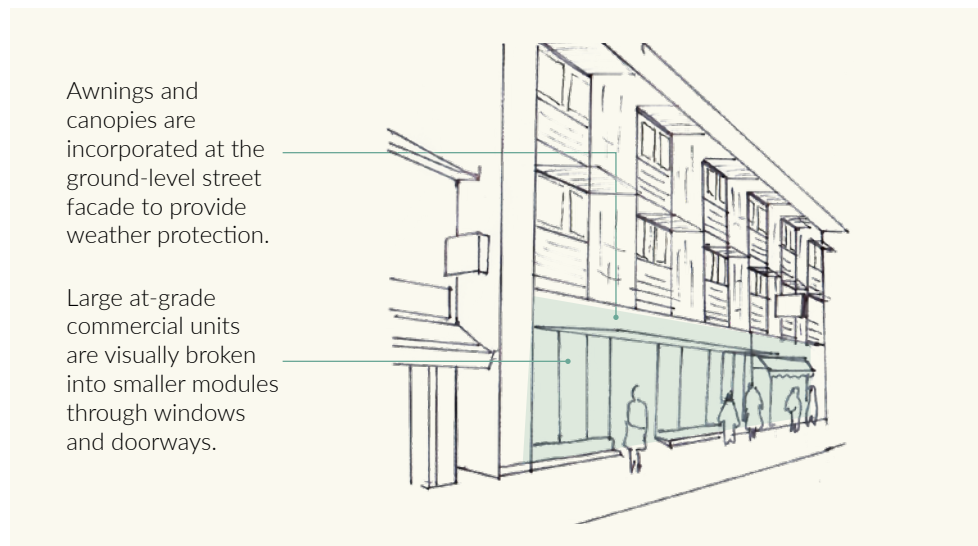 Awnings and
canopies are
incorporated at the
ground-level street
facade to provide
weather protection.
Large at-grade
commercial units
are visually broken
into smaller modules
through windows
and doorways.